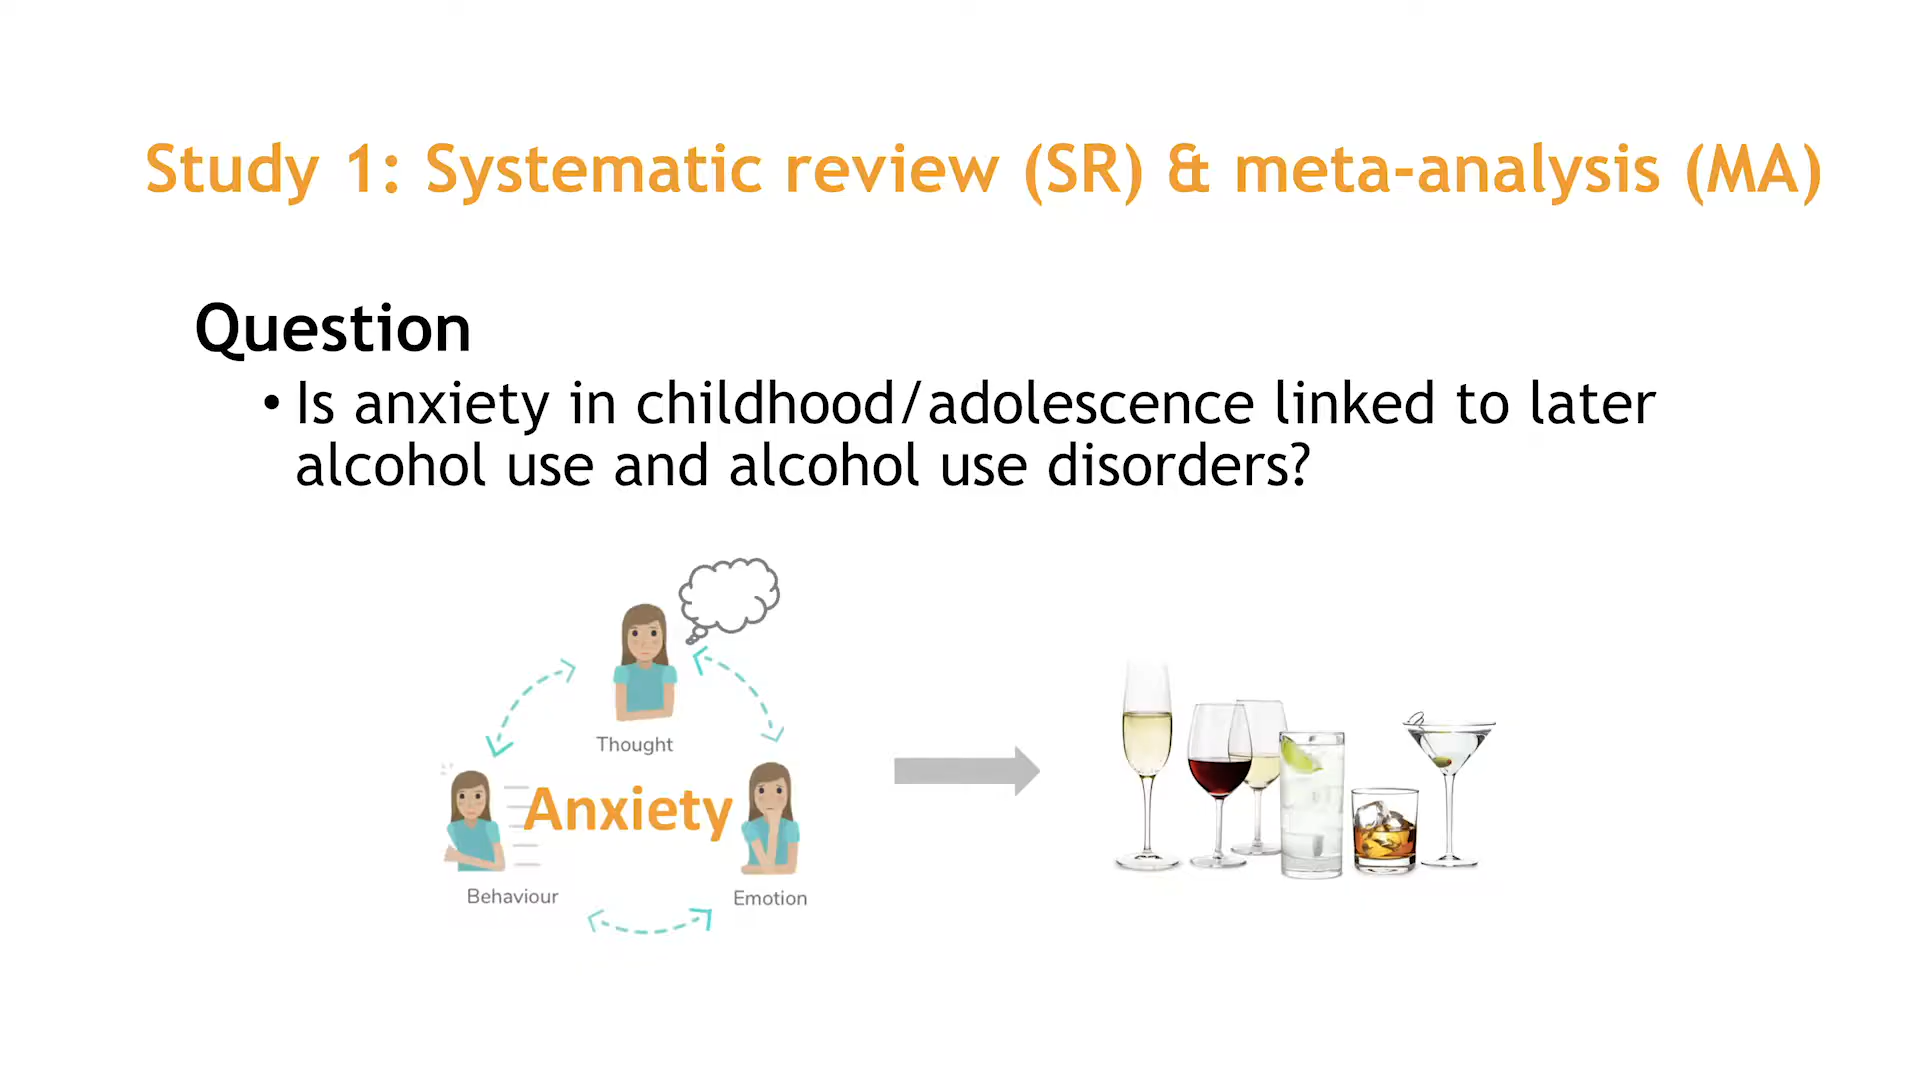 Study 1: Systematic review (SR) & meta-analysis (MA)
Question
• Is anxiety in childhood/adolescence linked to later
alcohol use and alcohol use disorders?
Thought
Anxiety
Behaviour
Emotion